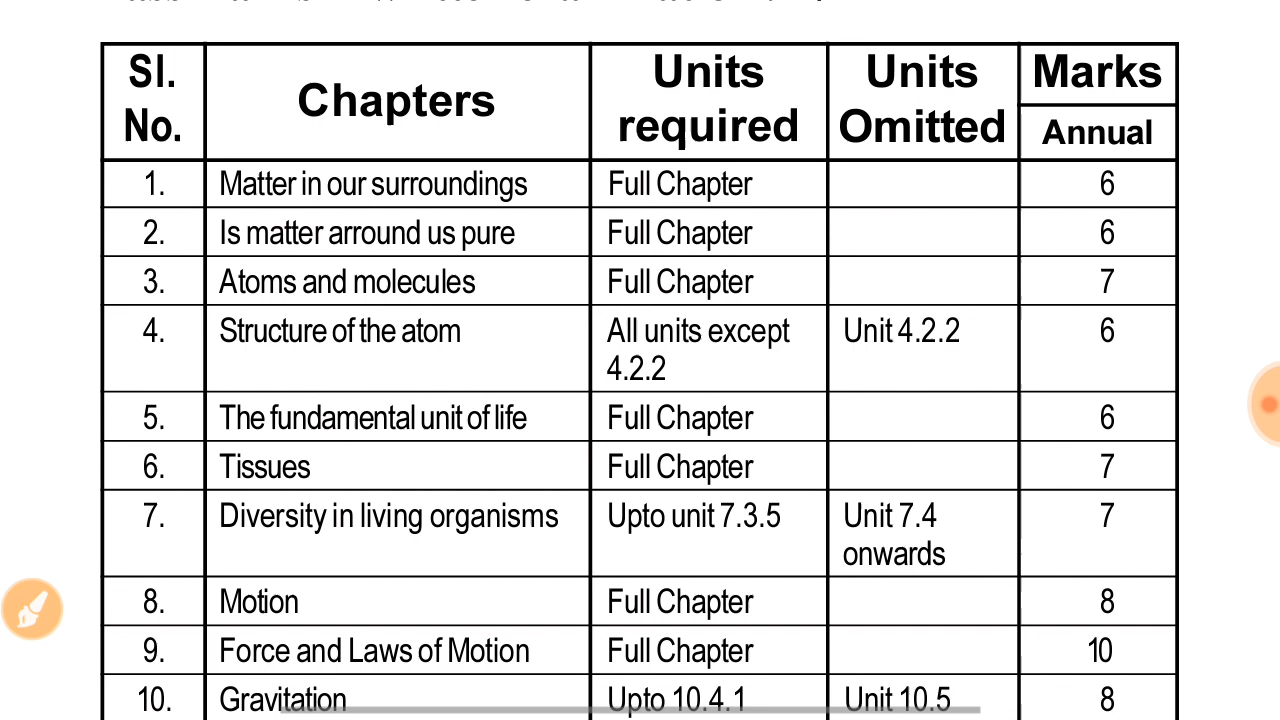 Sl. No. Chapters Units required Units Omitted Marks
Annual
1. Matter in our surroundings Full Chapter 6
2. Is matter arround us pure Full Chapter 6
3. Atoms and molecules Full Chapter 7
4. Structure of the atom All units except 4.2.2 Unit 4.2.2 6
5. The fundamental unit of life Full Chapter 6
6. Tissues Full Chapter 7
7. Diversity in living organisms Upto unit 7.3.5 Unit 7.4 onwards 7
8. Motion Full Chapter 8
9. Force and Laws of Motion Full Chapter 10
10. Gravitation Upto 10.4.1 Unit 10.5 8